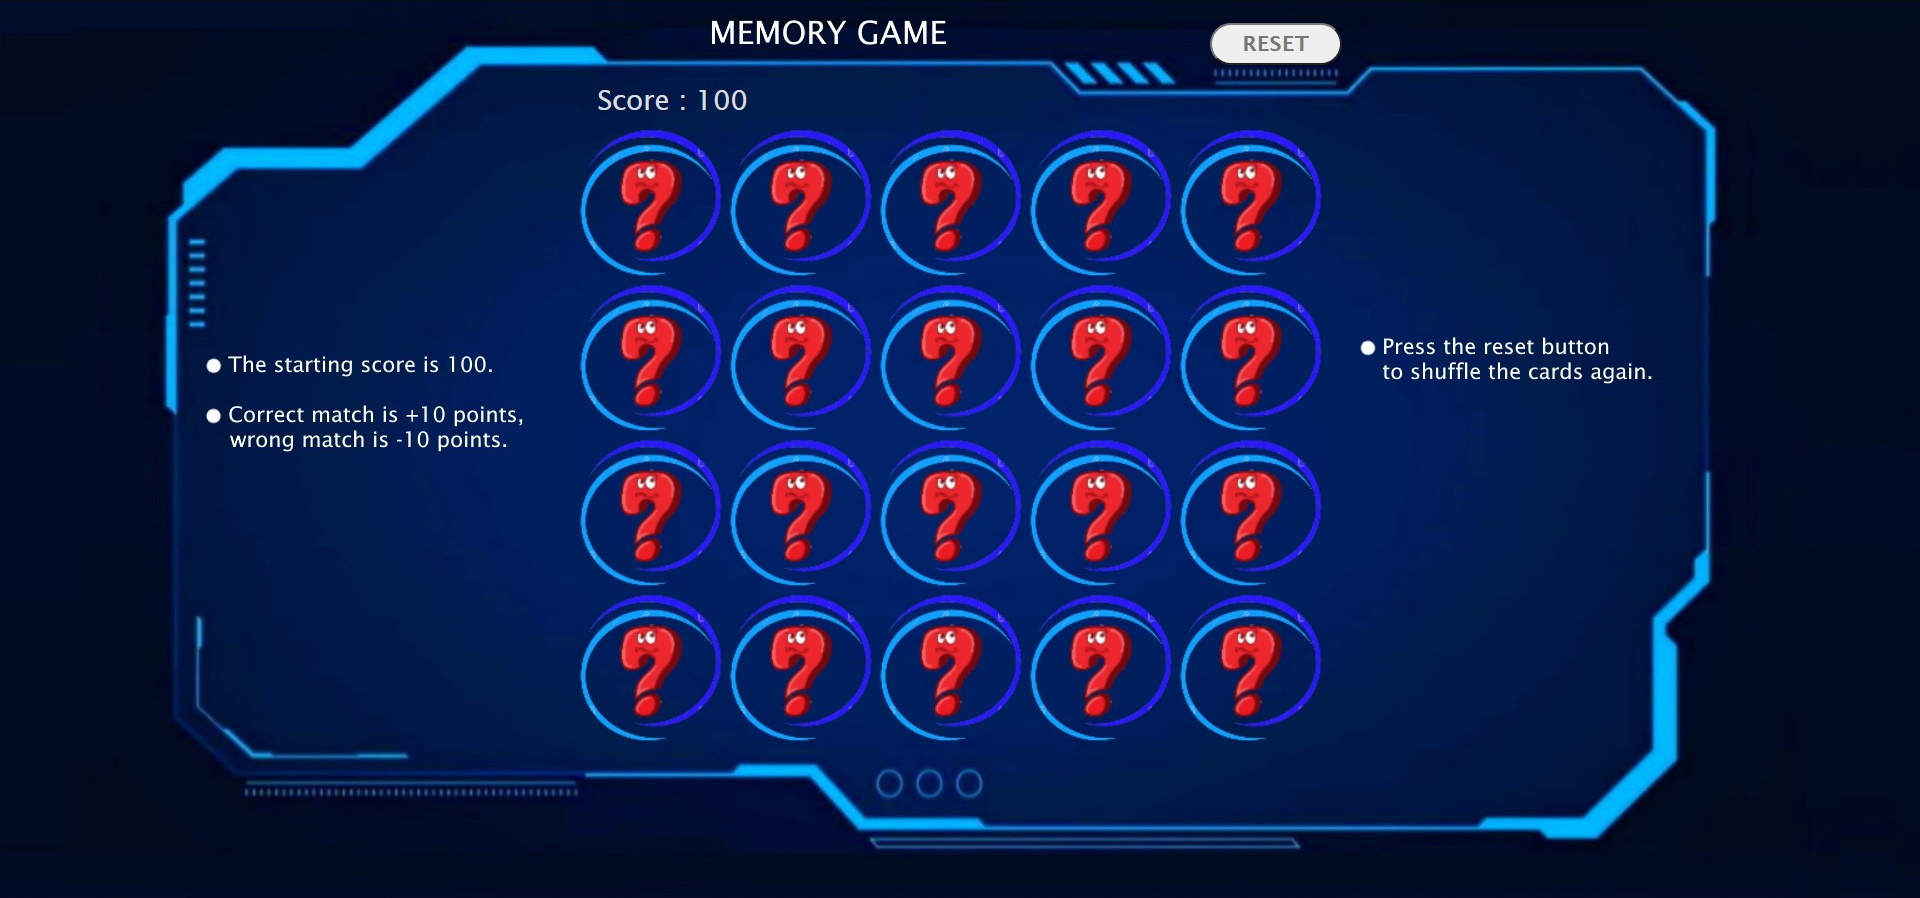 MEMORY GAME
RESET
Score : 100
The starting score is 100.
Correct match is +10 points,
wrong match is -10 points.
Press the reset button
to shuffle the cards again.